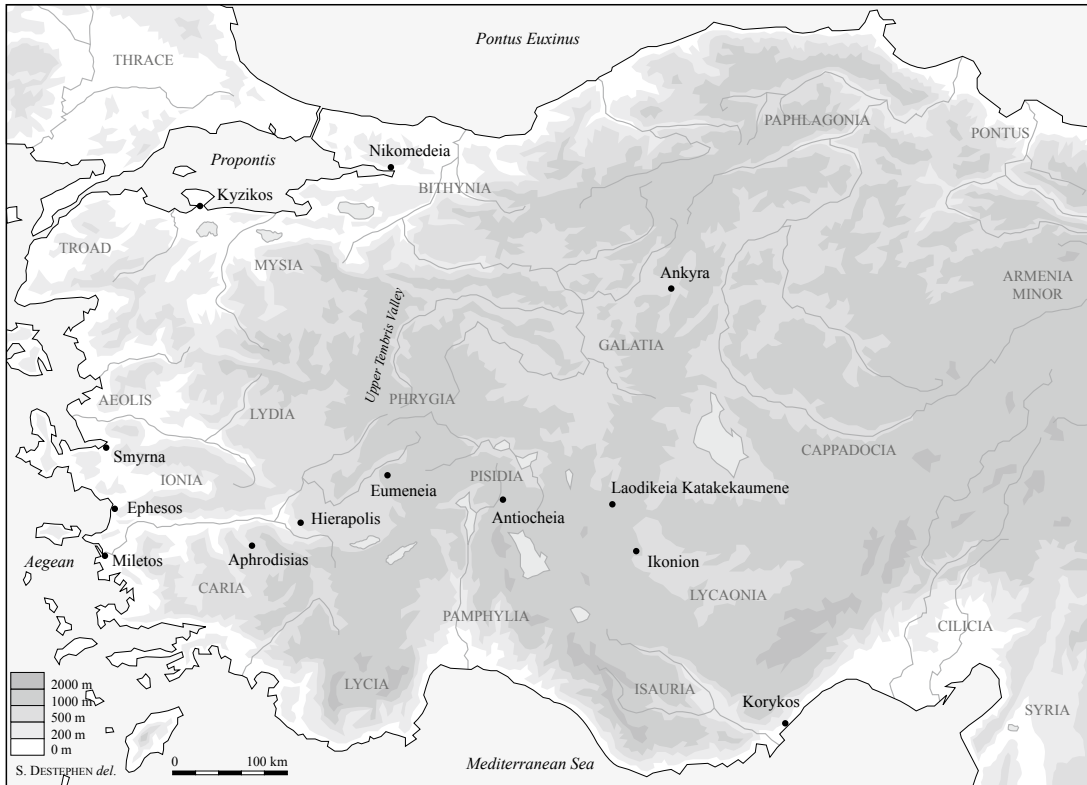 Pontus Euxinus
THRACE
PAPHLAGONIA
PONTUS
Propontis
Nikomedeia
BITHYNIA
Kyzikos
TROAD
MYSIA
Ankyra
ARMENIA
MINOR
Upper Tembris Valley
GALATIA
PHRYGIA
AEOLIS
LYDIA
CAPPADOCIA
Smyrna
IONIA
Eumeneia
PISIDIA
Laodikeia Katakekaumene
Ephesos
Hierapolis
Antiocheia
Aegean
Miletos
Aphrodisias
Ikonion
CARIA
LYCAONIA
PAMPHYLIA
CILICIA
LYCIA
ISAURIA
Korykos
SYRIA
2000 m
1000 m
500 m
200 m
0 m
S. DESTEPHEN del.
0 100 km
Mediterranean Sea